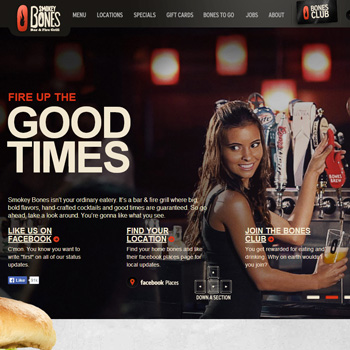 SMOKEY
BONES
Bar & Fire Grill
MENU LOCATIONS SPECIALS GIFT CARDS BONES TO GO JOBS ABOUT
BONES
CLUB
FIRE UP THE
GOOD
TIMES
Smokey Bones isn't your ordinary eatery. It's a bar & fire grill where big,
bold flavors, hand-crafted cocktails and good times are guaranteed. So go
ahead, take a look around. You're gonna like what you see.
LIKE US ON
FACEBOOK
C'mon. You know you want to
write "first" on all of our status
updates.
Like
FIND YOUR
LOCATION
Find your home bones and like
their facebook places page for
local updates.
facebook Places
JOIN THE BONES
CLUB
You get rewarded for eating and
drinking. Why on earth wouldn't
you join?
DOWN A SECTION
BONES
BREW